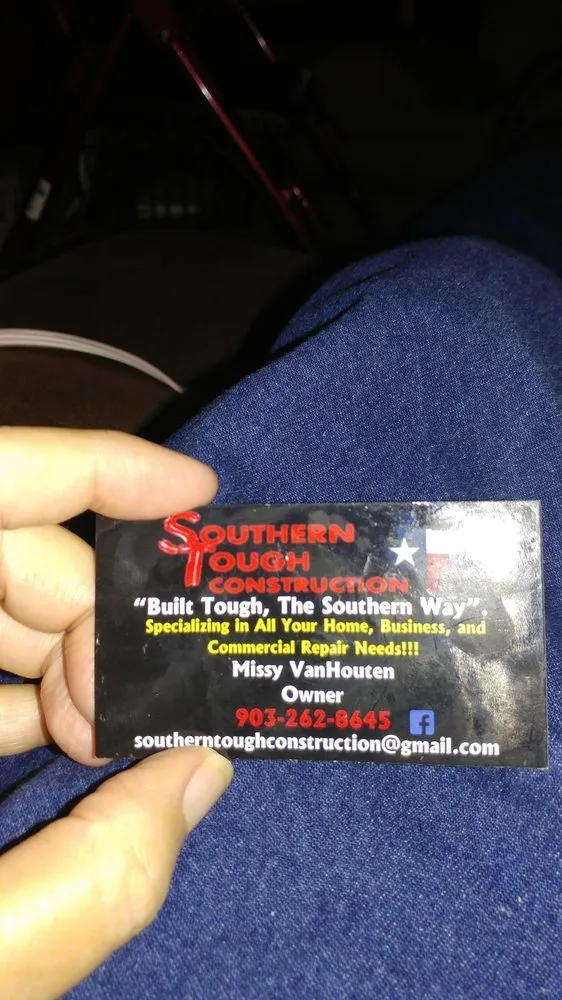 SOUTHERN
TOUGH
CONSTRUCTION
“Built Tough, The Southern Way”.
Specializing in All Your Home, Business, and
Commercial Repair Needs!!!
Missy VanHouten
Owner
903-262-8645 f
southerntoughconstruction@gmail.com